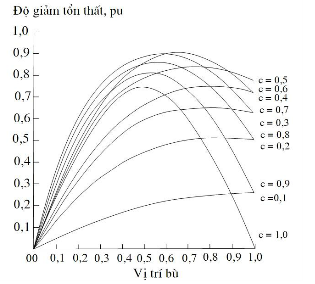 Độ giảm tổn thất, pu
1,0
0,9
0,8
0,7
0,6
0,5
0,4
0,3
0,2
0,1
c = 0,5
c = 0,6
c = 0,4
c = 0,7
c = 0.3
c = 0,8
c = 0,2
c = 0,9
c =0,1
c = 1,0
00 0,1 0,2 0,3 0,4 0,5 0,6 0,7 0,8 0,9 1,0
Vị trí bù